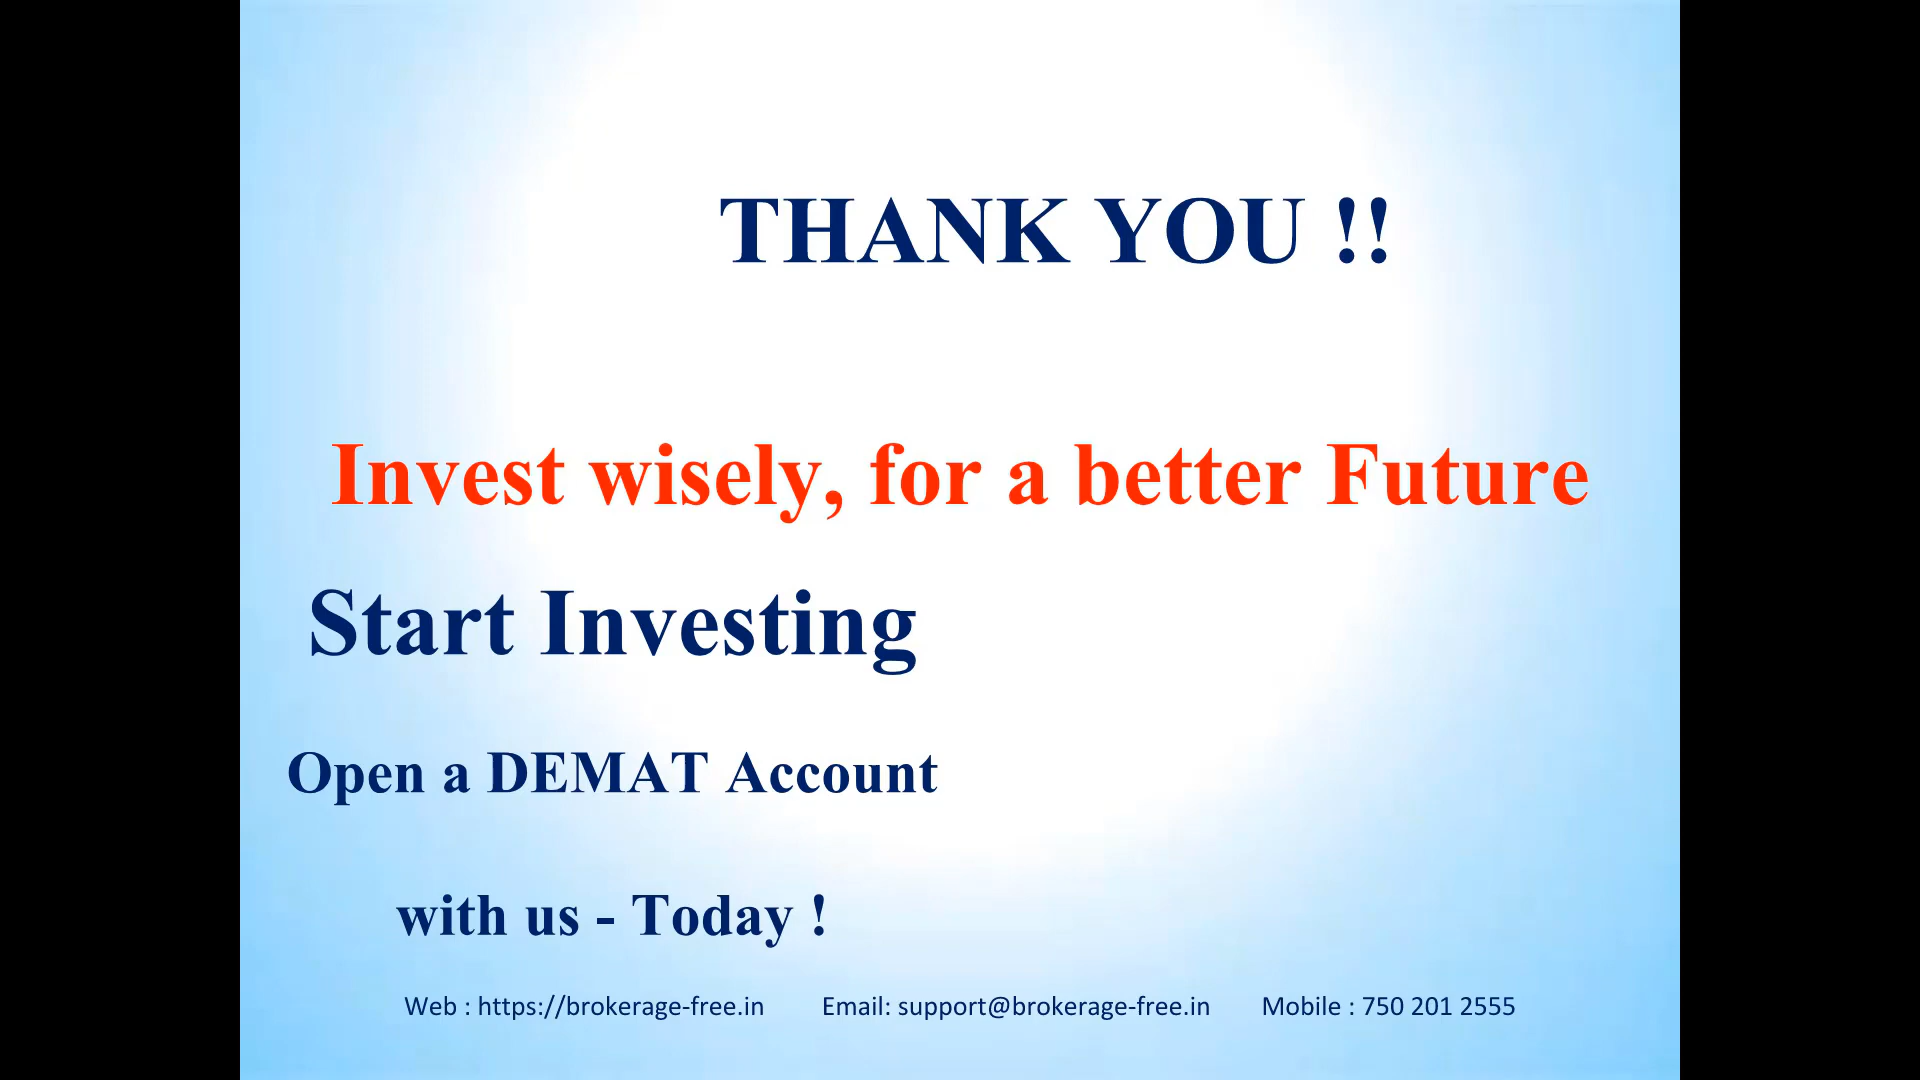 THANK YOU !!
Invest wisely, for a better Future
Start Investing
Open a DEMAT Account
with us - Today !
Web : https://brokerage-free.in Email: support@brokerage-free.in Mobile : 750 201 2555